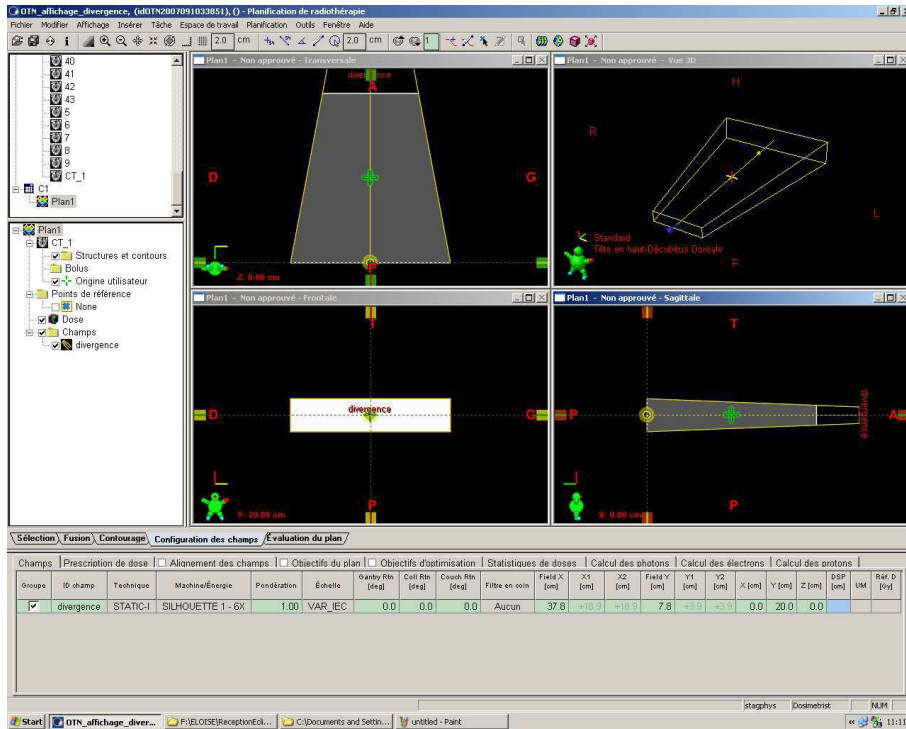 OTN_affichage_divergence, (idOTN2007091033851), () - Planification de radiothérapie
Fichier Modifier Affichage Insérer Tâche Espace de travail Planification Outils Fenêtre Aide
2.0 cm 2.0 cm 1
40
41
42
43
5
6
7
8
9
CT_1
C1
Plan1
Plan1
CT_1
Structures et contours
Bolus
Origine utilisateur
Points de référence
None
Dose
Champs
divergence
Plan1 - Non approuvé - Transversale
divergence
A
D
G
P
Z: 0.00 cm
Plan1 - Non approuvé - Vue 3D
H
R
L
Standard
Tête en haut-Décubitus Dorsale
F
Plan1 - Non approuvé - Frontale
T
D
divergence
G
P
Y: 20.00 cm
Plan1 - Non approuvé - Sagittale
T
P
divergence
A
P
X: 0.00 cm
Sélection Fusion Contourage Configuration des champs Évaluation du plan
Champs Prescription de dose Alignement des champs Objectifs du plan Objectifs d'optimisation Statistiques de doses Calcul des photons Calcul des électrons Calcul des protons
Groupe ID champ Technique Machine/Énergie Pondération Échelle Gantry Rtn [deg] Coll Rtn [deg] Couch Rtn [deg] Filtre en coin Field X [cm] X1 [cm] X2 [cm] Field Y [cm] Y1 [cm] Y2 [cm] X [cm] Y [cm] Z [cm] DSP [cm] UM Réf. D [Gy]
divergence STATIC-I SILHOUETTE 1 - 6X 1.00 VAR_IEC 0.0 0.0 0.0 Aucun 37.8 +18.9 +18.9 7.8 +3.9 +3.9 0.0 20.0 0.0
stagphys Dosimetrist NUM
Start OTN_affichage_diver... F:\ELOISE\ReceptionEcli... C:\Documents and Settin... untitled - Paint « 11:11